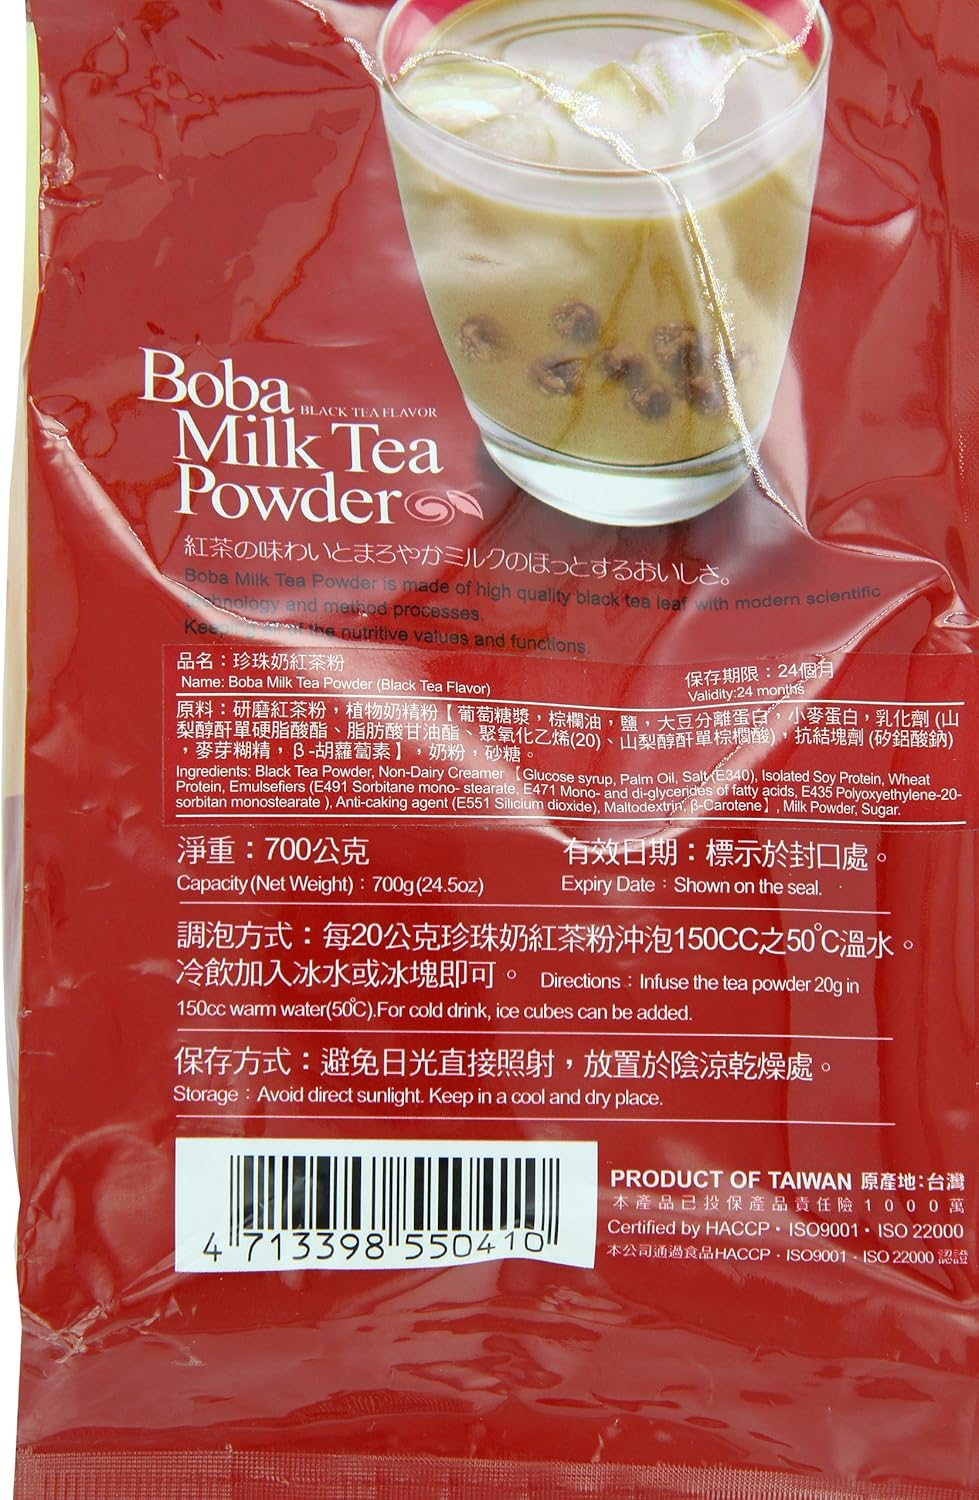 Boba
BLACK TEA FLAVOR
Milk Tea
Powder
紅茶の味わいとまろやかミルクのほっとするおいしさ。
Boba Milk Tea Powder is made of high quality black tea leaf with modern scientific
technology and method processes.
Keeping all of the nutritive values and functions.
品名：珍珠奶紅茶粉
保存期限：24個月
Name: Boba Milk Tea Powder (Black Tea Flavor)
Validity:24 months
原料：研磨紅茶粉，植物奶精粉【葡萄糖漿，棕櫚油，鹽，大豆分離蛋白，小麥蛋白，乳化劑 (山
梨醇酐單硬脂酸酯、脂肪酸甘油酯、聚氧化乙烯(20)、山梨醇酐單棕櫚酸)，抗結塊劑 (矽鋁酸鈉)
，麥芽糊精，β-胡蘿蔔素】，奶粉，砂糖。
Ingredients: Black Tea Powder, Non-Dairy Creamer 【Glucose syrup, Palm Oil, Salt (E340), Isolated Soy Protein, Wheat
Protein, Emulsefiers (E491 Sorbitane mono- stearate, E471 Mono- and di-glycerides of fatty acids, E435 Polyoxyethylene-20-
sorbitan monostearate ), Anti-caking agent (E551 Silicium dioxide), Maltodextrin, β-Carotene】, Milk Powder, Sugar.
淨重：700公克
有效日期：標示於封口處。
Capacity(Net Weight)：700g(24.5oz)
Expiry Date：Shown on the seal.
調泡方式：每20公克珍珠奶紅茶粉沖泡150CC之50℃溫水。
冷飲加入冰水或冰塊即可。 Directions：Infuse the tea powder 20g in
150cc warm water(50℃).For cold drink, ice cubes can be added.
保存方式：避免日光直接照射，放置於陰涼乾燥處。
Storage：Avoid direct sunlight. Keep in a cool and dry place.
4 713398 550410
PRODUCT OF TAIWAN 原產地:台灣
本產品已投保產品責任險1000萬
Certified by HACCP・ISO9001・ISO 22000
本公司通過食品HACCP・ISO9001・ISO 22000 認證